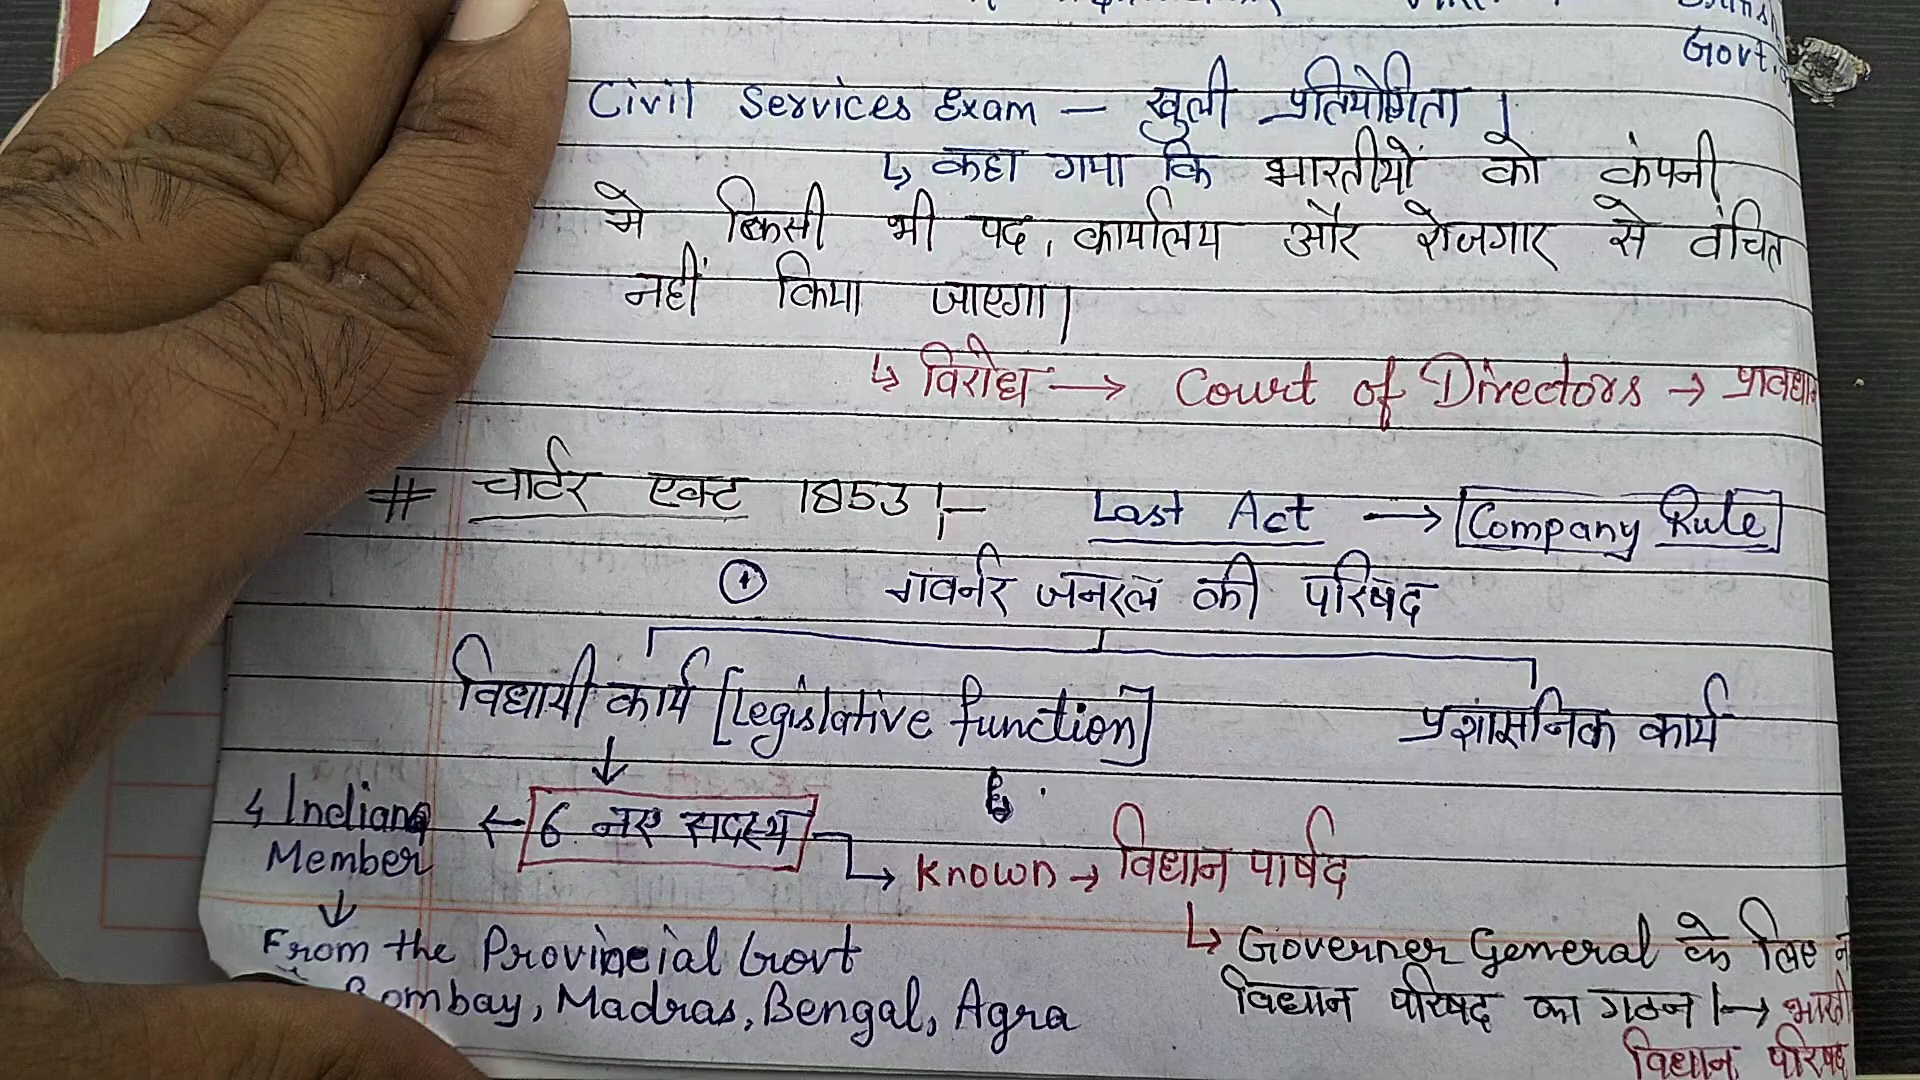 Govt.
Civil Services Exam – खुली प्रतियोगिता ।
↳ कहा गया कि भारतीयों को कंपनी
मे किसी भी पद, कार्यालय और रोजगार से वंचित
नहीं किया जाएगा।
↳ विरोध → Court of Directors → प्रावधान
# चार्टर एक्ट 1853 :- Last Act → Company Rule
① गवर्नर जनरल की परिषद
विधायी कार्य [Legislative function] प्रशासनिक कार्य
4 Indian ← 6 नए सदस्य
Member
↳ Known → विधान पार्षद
↓
From the Provincial Govt
Bombay, Madras, Bengal, Agra
↳ Governer General के लिए
विधान परिषद का गठन।→
विधान परिषद